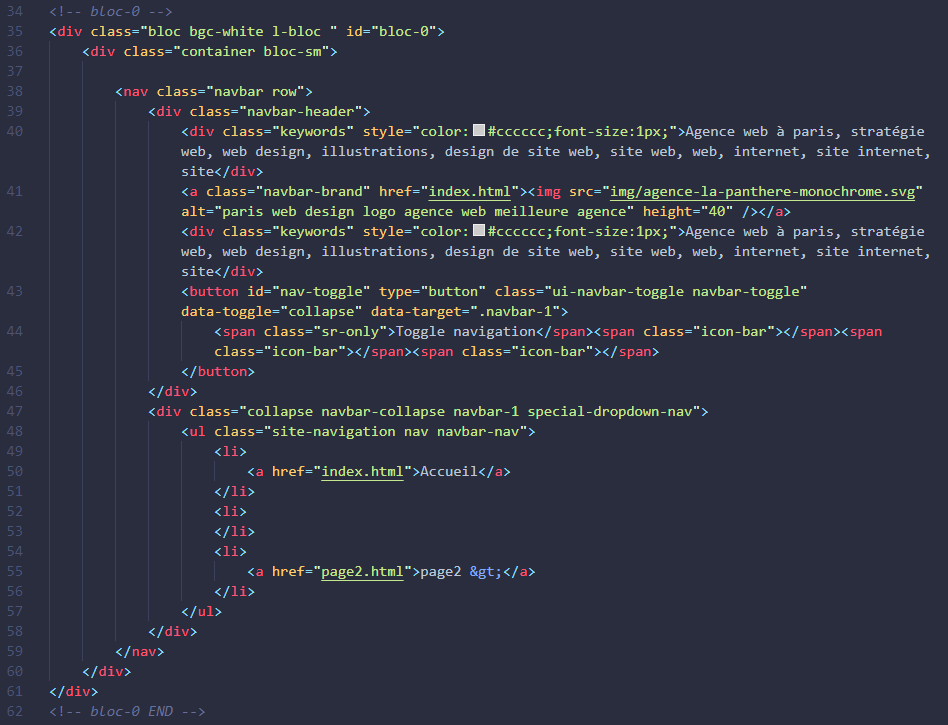 34 <!-- bloc-0 -->
35 <div class="bloc bgc-white l-bloc " id="bloc-0">
36 <div class="container bloc-sm">
37
38 <nav class="navbar row">
39 <div class="navbar-header">
40 <div class="keywords" style="color:#cccccc;font-size:1px;">Agence web à paris, stratégie
web, web design, illustrations, design de site web, site web, web, internet, site internet,
site</div>
41 <a class="navbar-brand" href="index.html"><img src="img/agence-la-panthere-monochrome.svg"
alt="paris web design logo agence web meilleure agence" height="40" /></a>
42 <div class="keywords" style="color:#cccccc;font-size:1px;">Agence web à paris, stratégie
web, web design, illustrations, design de site web, site web, web, internet, site internet,
site</div>
43 <button id="nav-toggle" type="button" class="ui-navbar-toggle navbar-toggle"
data-toggle="collapse" data-target=".navbar-1">
44 <span class="sr-only">Toggle navigation</span><span class="icon-bar"></span><span
class="icon-bar"></span><span class="icon-bar"></span>
45 </button>
46 </div>
47 <div class="collapse navbar-collapse navbar-1 special-dropdown-nav">
48 <ul class="site-navigation nav navbar-nav">
49 <li>
50 <a href="index.html">Accueil</a>
51 </li>
52 <li>
53 </li>
54 <li>
55 <a href="page2.html">page2 &gt;</a>
56 </li>
57 </ul>
58 </div>
59 </nav>
60 </div>
61 </div>
62 <!-- bloc-0 END -->